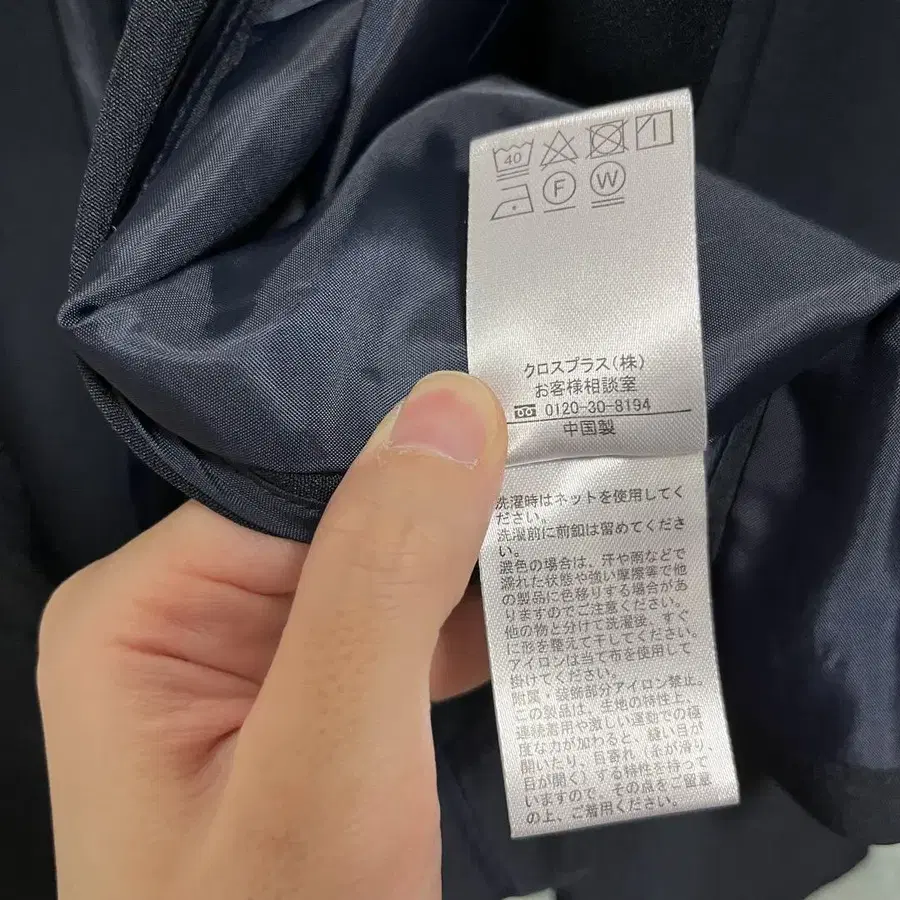 40
F W
クロスプラス(株)
お客様相談室
0120-30-8194
中国製
洗濯時はネットを使用してく
ださい。
洗濯前に前釦は留めてくださ
い。
濃色の場合は、汗や雨などで
濡れた状態や強い摩擦等で他
の製品に色移りする場合があ
りますのでご注意ください。
他の物と分けて洗濯後、すぐ
に形を整えて干してください。
アイロンは当て布を使用して
掛けてください。
附属・装飾部分アイロン禁止。
この製品は、生地の特性上、
連続着用や激しい運動での極
度な力が加わると、縫い目が
開いたり、目寄れ(糸が滑り、
目が開く)する特性を持って
いますので、その点をご留意
の上、ご着用ください。